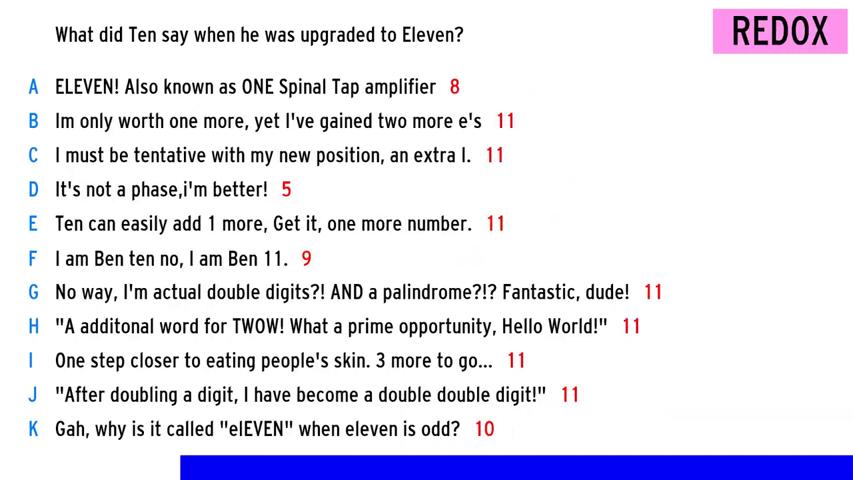 What did Ten say when he was upgraded to Eleven?
REDOX
A ELEVEN! Also known as ONE Spinal Tap amplifier 8
B Im only worth one more, yet I've gained two more e's 11
C I must be tentative with my new position, an extra I. 11
D It's not a phase,i'm better! 5
E Ten can easily add 1 more, Get it, one more number. 11
F I am Ben ten no, I am Ben 11. 9
G No way, I'm actual double digits?! AND a palindrome?!? Fantastic, dude! 11
H "A additonal word for TWOW! What a prime opportunity, Hello World!" 11
I One step closer to eating people's skin. 3 more to go... 11
J "After doubling a digit, I have become a double double digit!" 11
K Gah, why is it called "elEVEN" when eleven is odd? 10